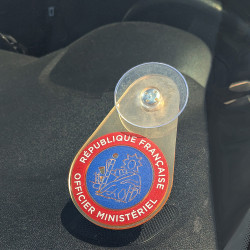 RÉPUBLIQUE FRANÇAISE
OFFICIER MINISTÉRIEL